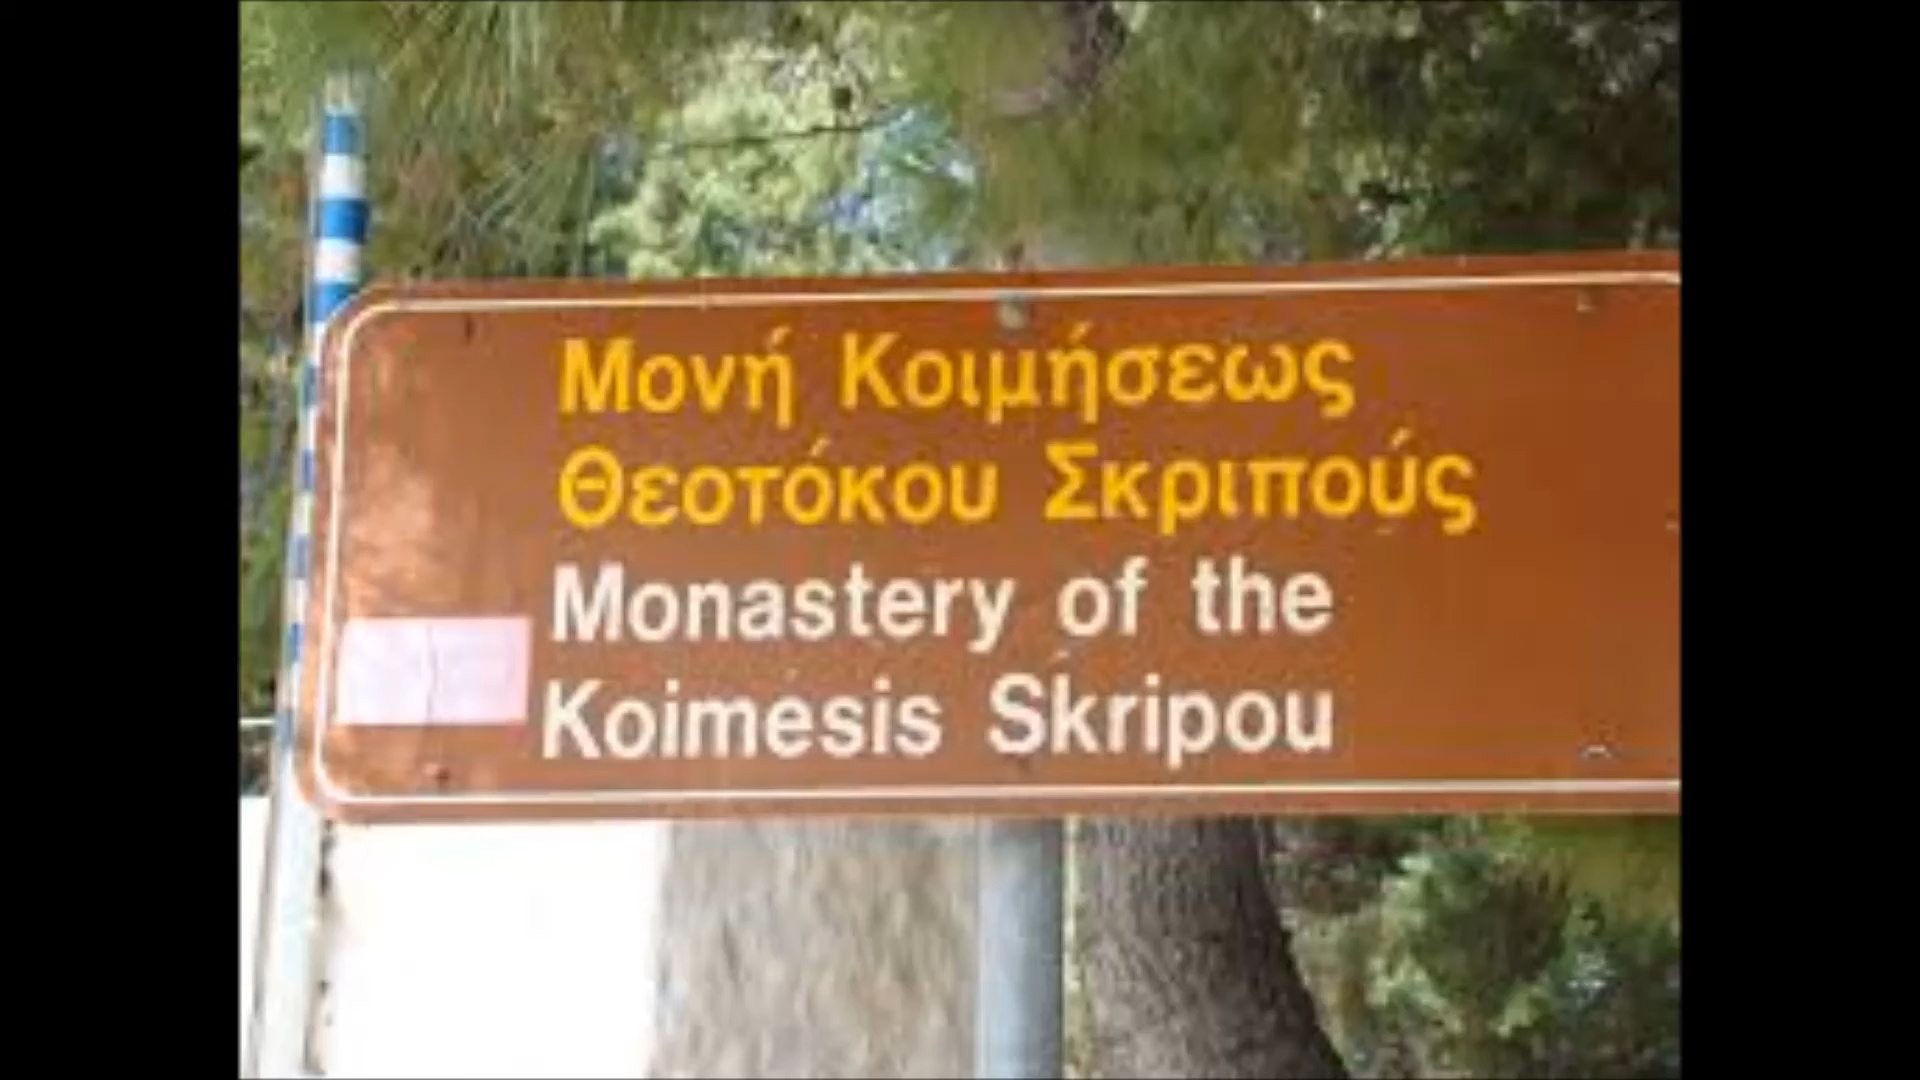 Μονή Κοιμήσεως
Θεοτόκου Σκριπούς
Monastery of the
Koimesis Skripou